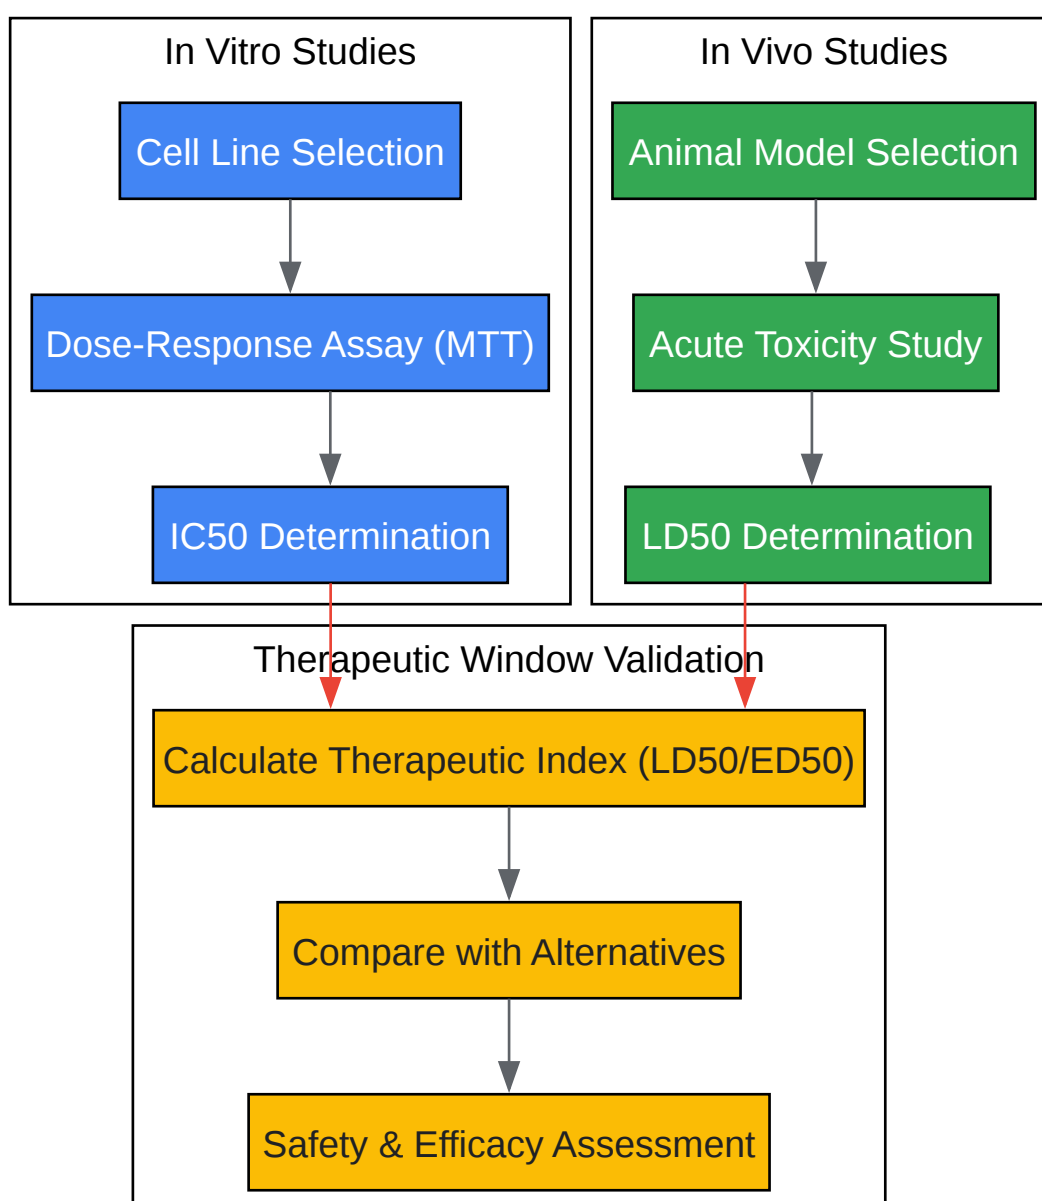 In Vitro Studies
Cell Line Selection
Dose-Response Assay (MTT)
IC50 Determination
In Vivo Studies
Animal Model Selection
Acute Toxicity Study
LD50 Determination
Therapeutic Window Validation
Calculate Therapeutic Index (LD50/ED50)
Compare with Alternatives
Safety & Efficacy Assessment